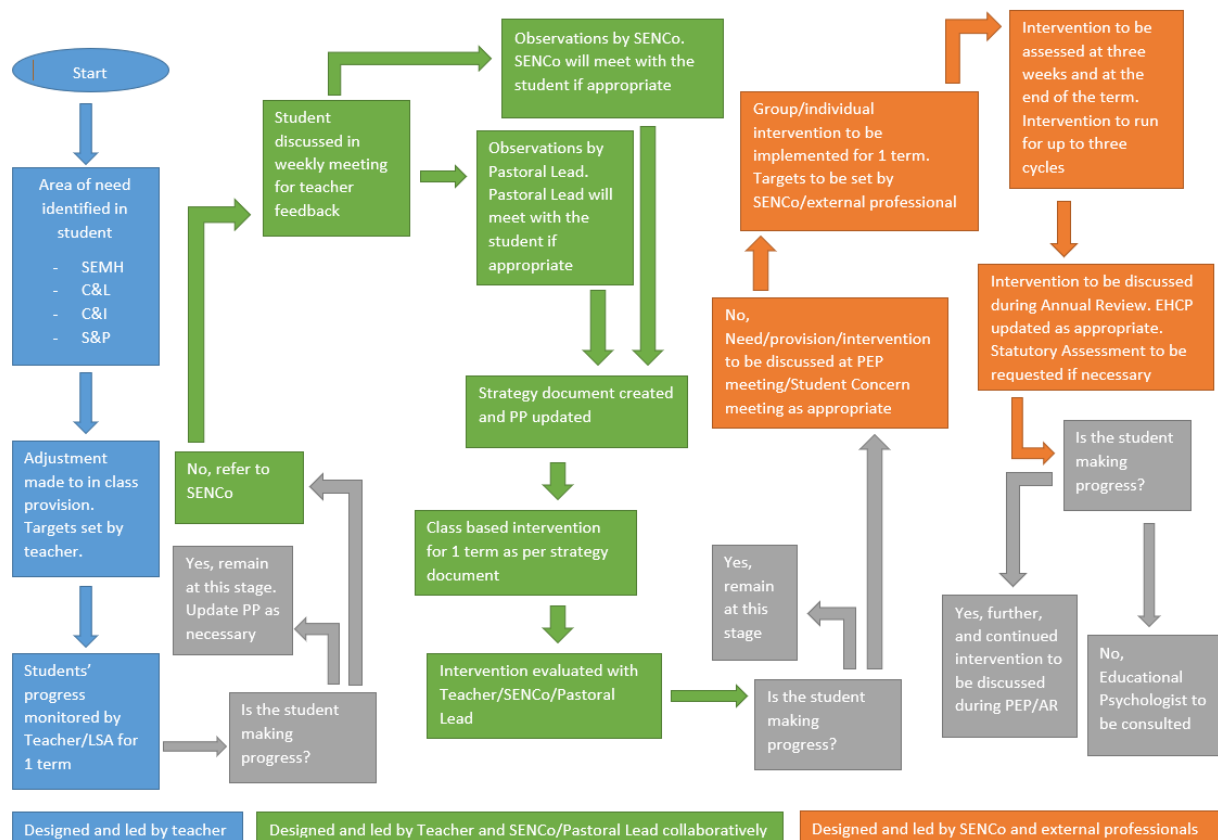 Start
Area of need
identified in
student
- SEMH
- C&L
- C&I
- S&P
Adjustment
made to in class
provision.
Targets set by
teacher.
Students'
progress
monitored by
Teacher/LSA for
1 term
Is the student
making
progress?
Yes, remain
at this stage.
Update PP as
necessary
No, refer to
SENCo
Student
discussed in
weekly meeting
for teacher
feedback
Observations by SENCo.
SENCo will meet with the
student if appropriate
Observations by
Pastoral Lead.
Pastoral Lead will
meet with the
student if
appropriate
Strategy document created
and PP updated
Class based intervention
for 1 term as per strategy
document
Intervention evaluated with
Teacher/SENCo/Pastoral
Lead
Is the student
making
progress?
Yes,
remain
at this
stage
No,
Need/provision/intervention
to be discussed at PEP
meeting/Student Concern
meeting as appropriate
Group/individual
intervention to be
implemented for 1 term.
Targets to be set by
SENCo/external professional
Intervention to be
assessed at three
weeks and at the
end of the term.
Intervention to run
for up to three
cycles
Intervention to be discussed
during Annual Review. EHCP
updated as appropriate.
Statutory Assessment to be
requested if necessary
Is the student
making
progress?
Yes, further,
and continued
intervention to
be discussed
during PEP/AR
No,
Educational
Psychologist to
be consulted
Designed and led by teacher
Designed and led by Teacher and SENCo/Pastoral Lead collaboratively
Designed and led by SENCo and external professionals